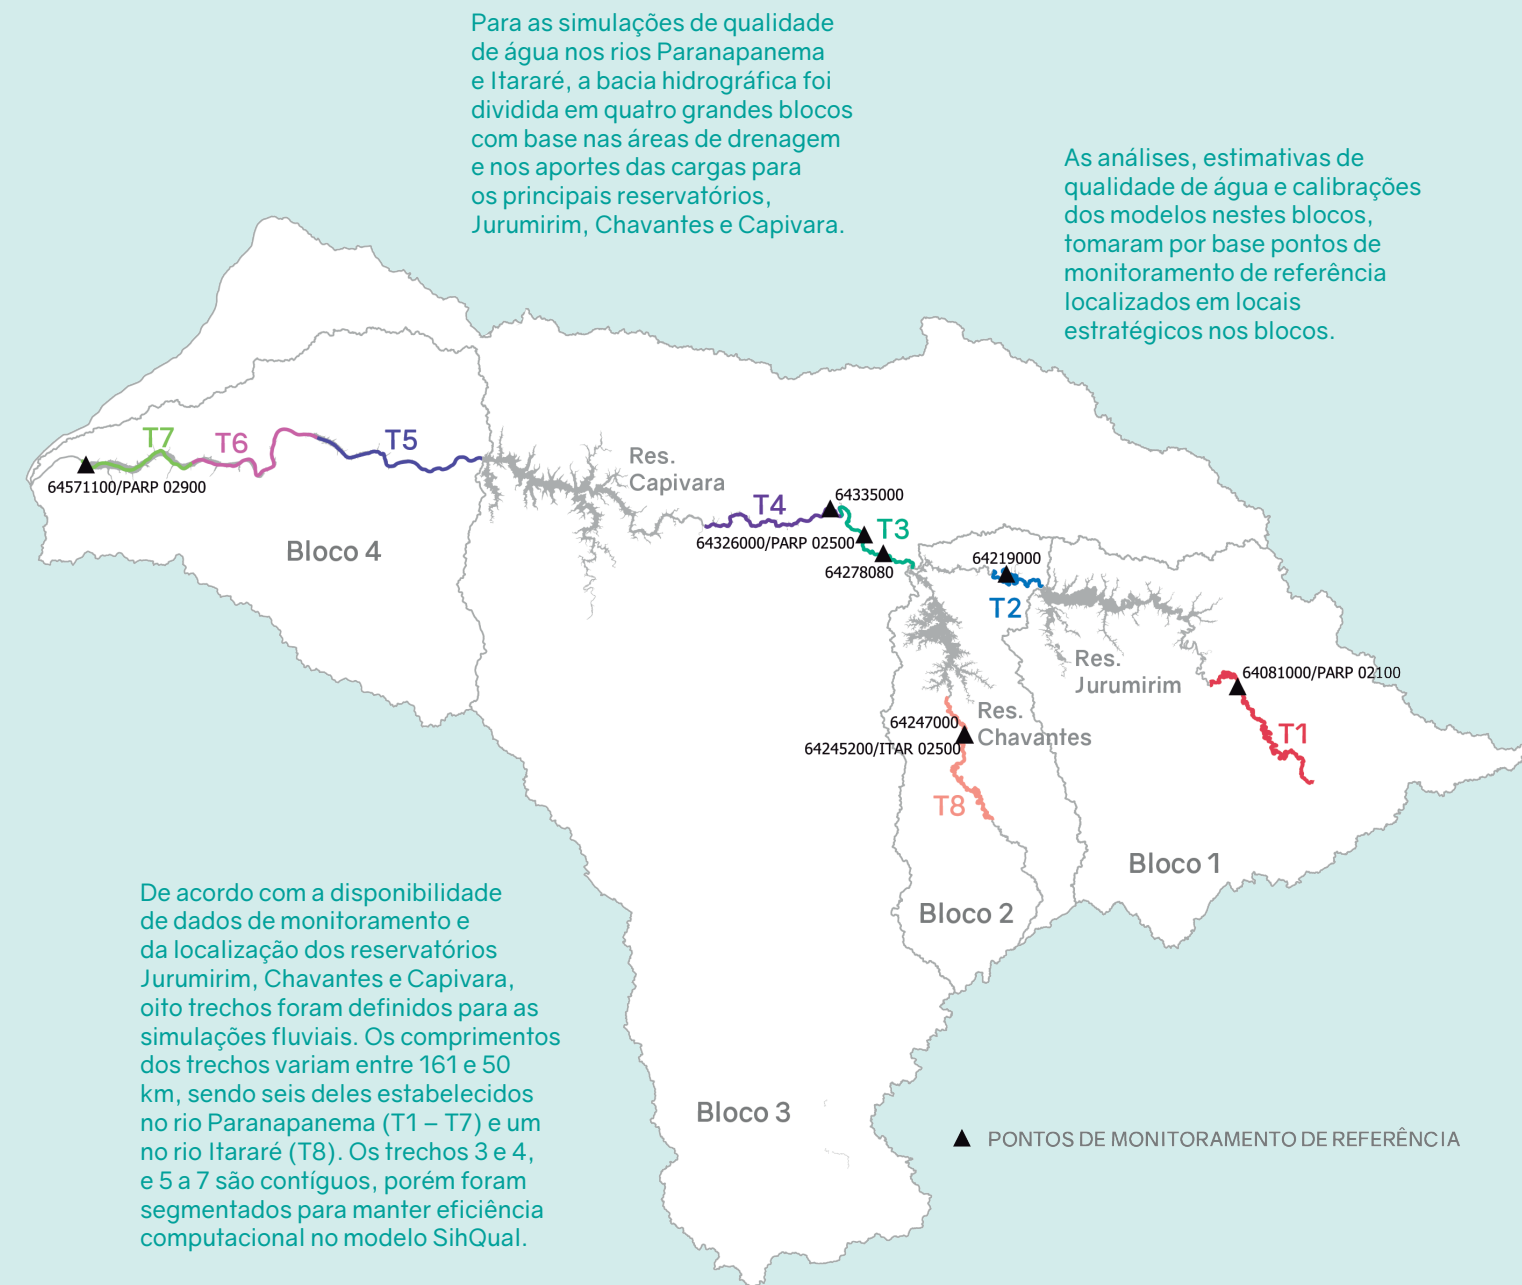 Para as simulações de qualidade
de água nos rios Paranapanema
e Itararé, a bacia hidrográfica foi
dividida em quatro grandes blocos
com base nas áreas de drenagem
e nos aportes das cargas para
os principais reservatórios,
Jurumirim, Chavantes e Capivara.
As análises, estimativas de
qualidade de água e calibrações
dos modelos nestes blocos,
tomaram por base pontos de
monitoramento de referência
localizados em locais
estratégicos nos blocos.
T7
T6
T5
64571100/PARP 02900
Res.
Capivara
T4
64335000
T3
64326000/PARP 02500
64278080
64219000
T2
Bloco 4
Res.
Jurumirim
64081000/PARP 02100
T1
64247000
64245200/ITAR 02500
Res.
Chavantes
T8
Bloco 1
Bloco 2
De acordo com a disponibilidade
de dados de monitoramento e
da localização dos reservatórios
Jurumirim, Chavantes e Capivara,
oito trechos foram definidos para as
simulações fluviais. Os comprimentos
dos trechos variam entre 161 e 50
km, sendo seis deles estabelecidos
no rio Paranapanema (T1 – T7) e um
no rio Itararé (T8). Os trechos 3 e 4,
e 5 a 7 são contíguos, porém foram
segmentados para manter eficiência
computacional no modelo SihQual.
Bloco 3
PONTOS DE MONITORAMENTO DE REFERÊNCIA